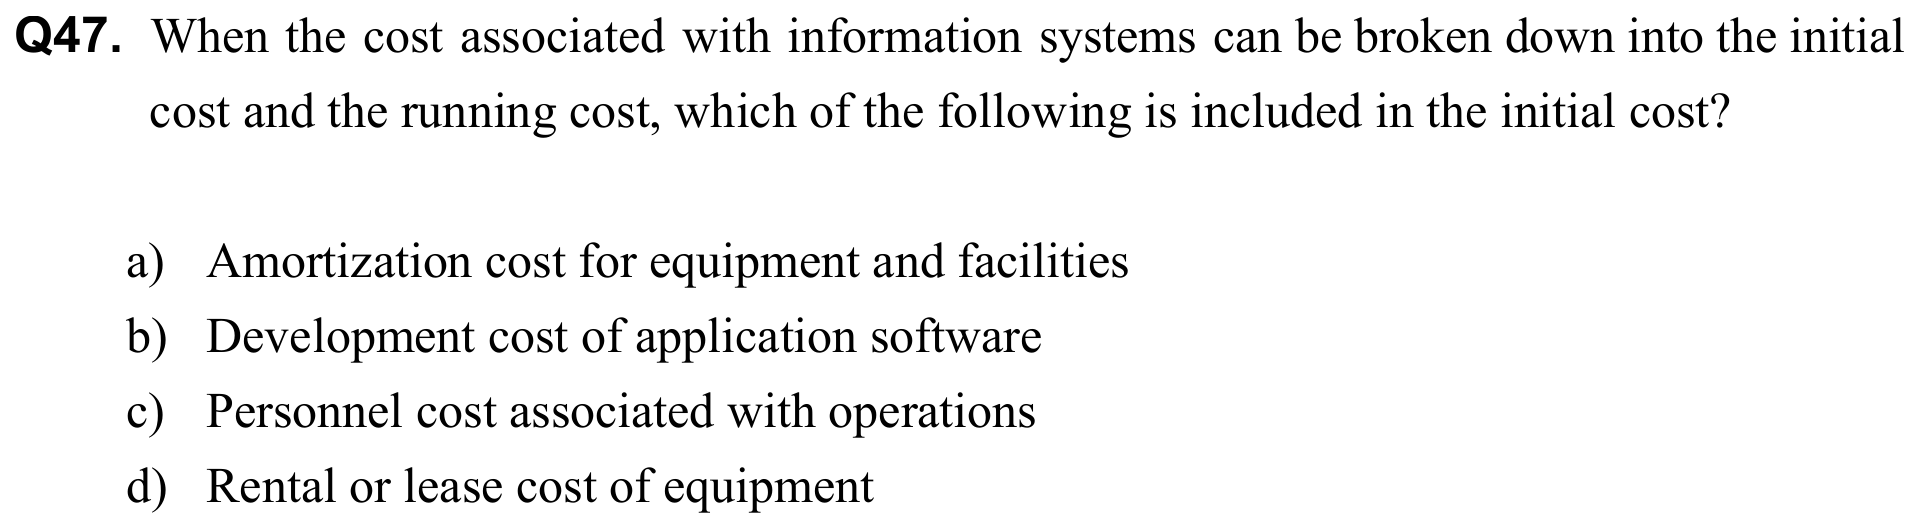 Q47. When the cost associated with information systems can be broken down into the initial
cost and the running cost, which of the following is included in the initial cost?
a) Amortization cost for equipment and facilities
b) Development cost of application software
c) Personnel cost associated with operations
d) Rental or lease cost of equipment